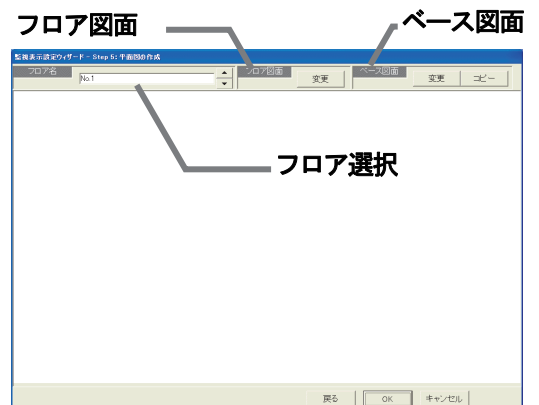 フロア図面
ベース図面
監視表示設定ウィザード - Step 5: 平面図の作成
フロア名 No.1 フロア図面 変更 ベース図面 変更 コピー
フロア選択
戻る OK キャンセル